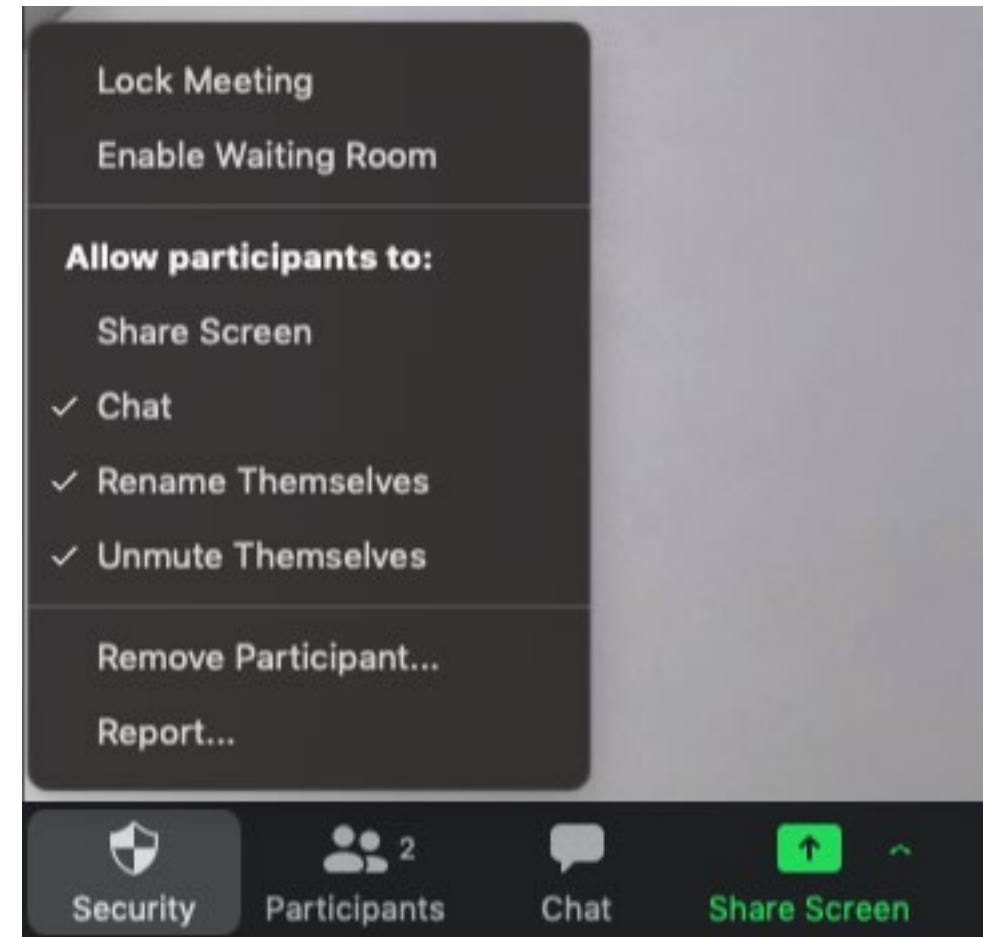 Lock Meeting
Enable Waiting Room
Allow participants to:
Share Screen
✓ Chat
✓ Rename Themselves
✓ Unmute Themselves
Remove Participant...
Report...
2
Security
Participants
Chat
Share Screen